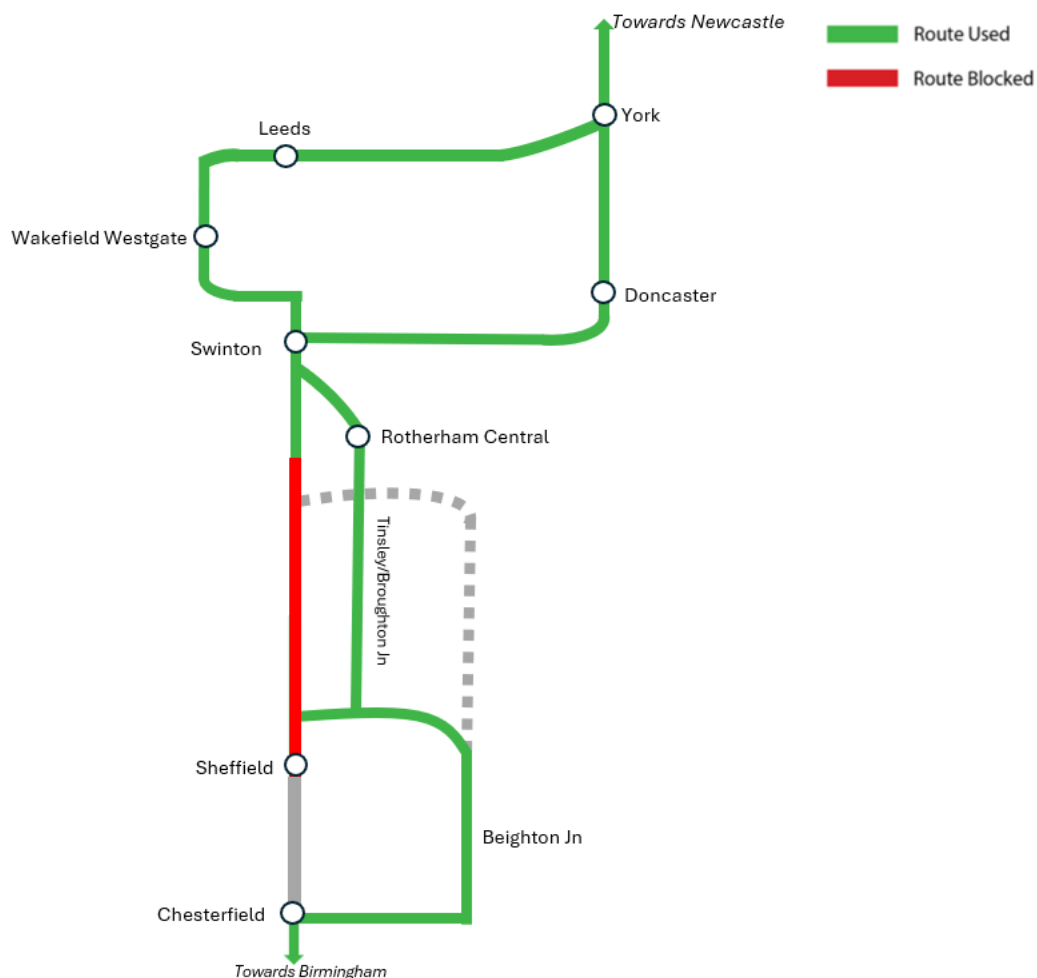 Towards Newcastle
Route Used
Route Blocked
York
Leeds
Wakefield Westgate
Doncaster
Swinton
Rotherham Central
Tinsley/Broughton Jn
Sheffield
Beighton Jn
Chesterfield
Towards Birmingham